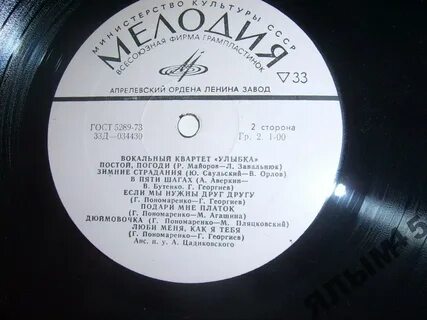 МИНИСТЕРСТВО КУЛЬТУРЫ СССР
МЕЛОДИЯ
ВСЕСОЮЗНАЯ ФИРМА ГРАМПЛАСТИНОК
33
АПРЕЛЕВСКИЙ ОРДЕНА ЛЕНИНА ЗАВОД
ГОСТ 5289-73
33Д—034430
2 сторона
Гр. 2. 1-00
ВОКАЛЬНЫЙ КВАРТЕТ «УЛЫБКА»
ПОСТОЙ, ПОГОДИ (Р. Майоров—Л. Завальнюк)
ЗИМНИЕ СТРАДАНИЯ (Ю. Саульский—В. Орлов)
В ПЯТИ ШАГАХ (А. Аверкин—
В. Бутенко, Г. Георгиев)
ЕСЛИ МЫ НУЖНЫ ДРУГ ДРУГУ
(Г. Пономаренко—Г. Георгиев)
ПОДАРИ МНЕ ПЛАТОК
(Г. Пономаренко—М. Агашина)
ДЮЙМОВОЧКА (Г. Пономаренко—М. Пляцковский)
ЛЮБИ МЕНЯ, КАК Я ТЕБЯ
(Г. Пономаренко—Г. Георгиев)
Анс. п/у А. Цадиковского